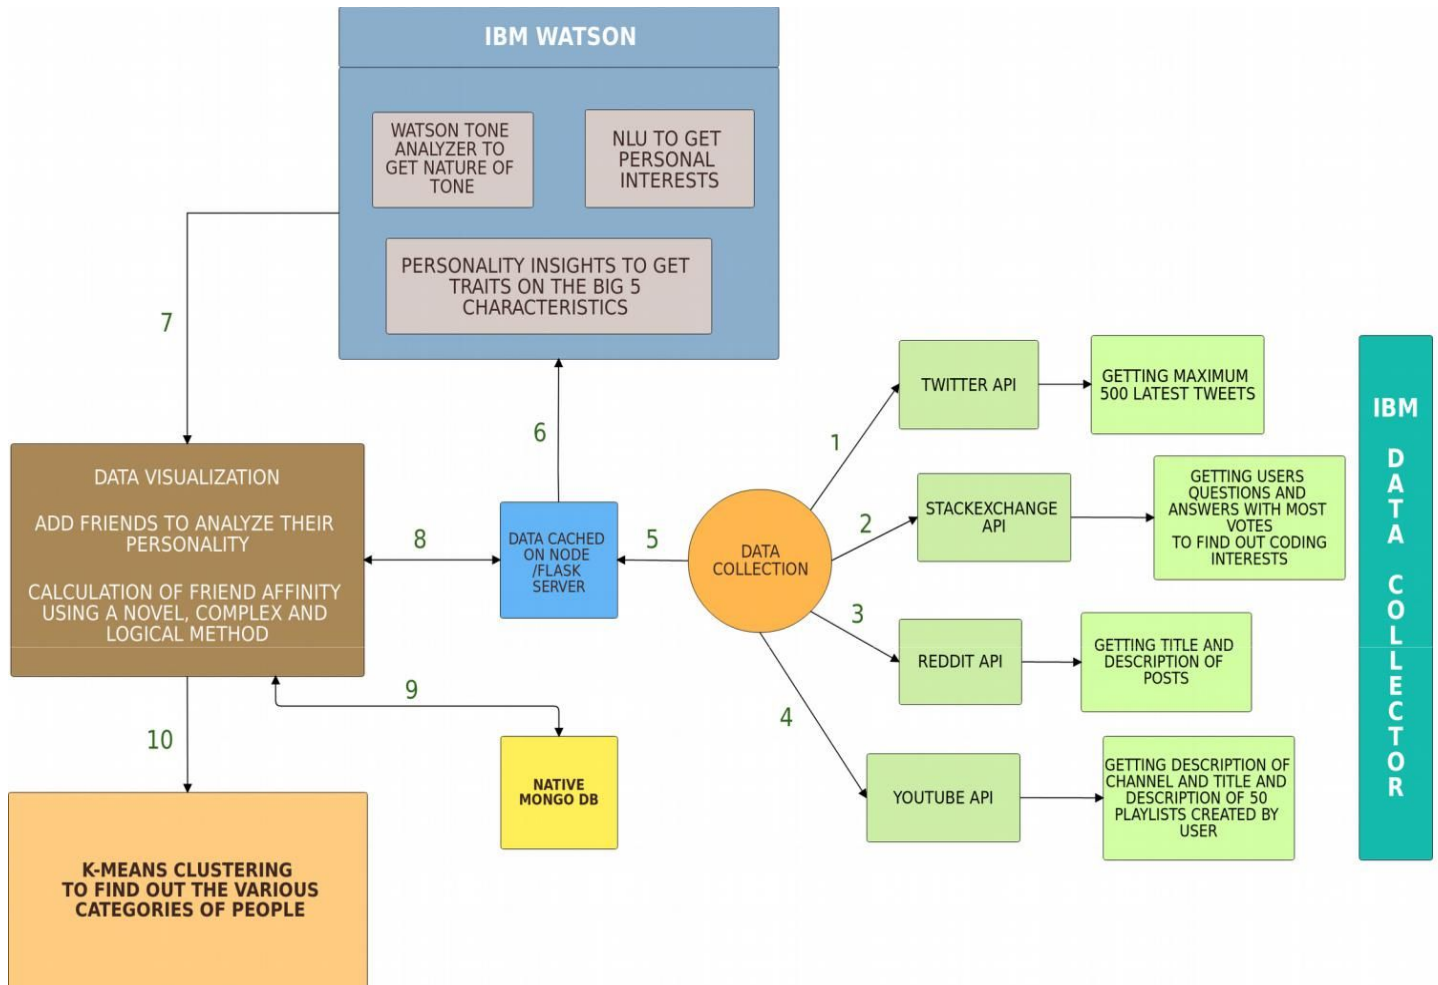 IBM WATSON
WATSON TONE
ANALYZER TO
GET NATURE OF
TONE
NLU TO GET
PERSONAL
INTERESTS
PERSONALITY INSIGHTS TO GET
TRAITS ON THE BIG 5
CHARACTERISTICS
7
6
1
TWITTER API
GETTING MAXIMUM
500 LATEST TWEETS
DATA VISUALIZATION
ADD FRIENDS TO ANALYZE THEIR
PERSONALITY
CALCULATION OF FRIEND AFFINITY
USING A NOVEL, COMPLEX AND
LOGICAL METHOD
8
DATA CACHED
ON NODE
/FLASK
SERVER
5
DATA
COLLECTION
2
STACKEXCHANGE
API
GETTING USERS
QUESTIONS AND
ANSWERS WITH MOST
VOTES
TO FIND OUT CODING
INTERESTS
3
REDDIT API
GETTING TITLE AND
DESCRIPTION OF
POSTS
9
4
10
NATIVE
MONGO DB
YOUTUBE API
GETTING DESCRIPTION OF
CHANNEL AND TITLE AND
DESCRIPTION OF 50
PLAYLISTS CREATED BY
USER
K-MEANS CLUSTERING
TO FIND OUT THE VARIOUS
CATEGORIES OF PEOPLE
IBM
D
A
T
A
C
O
L
L
E
C
T
O
R